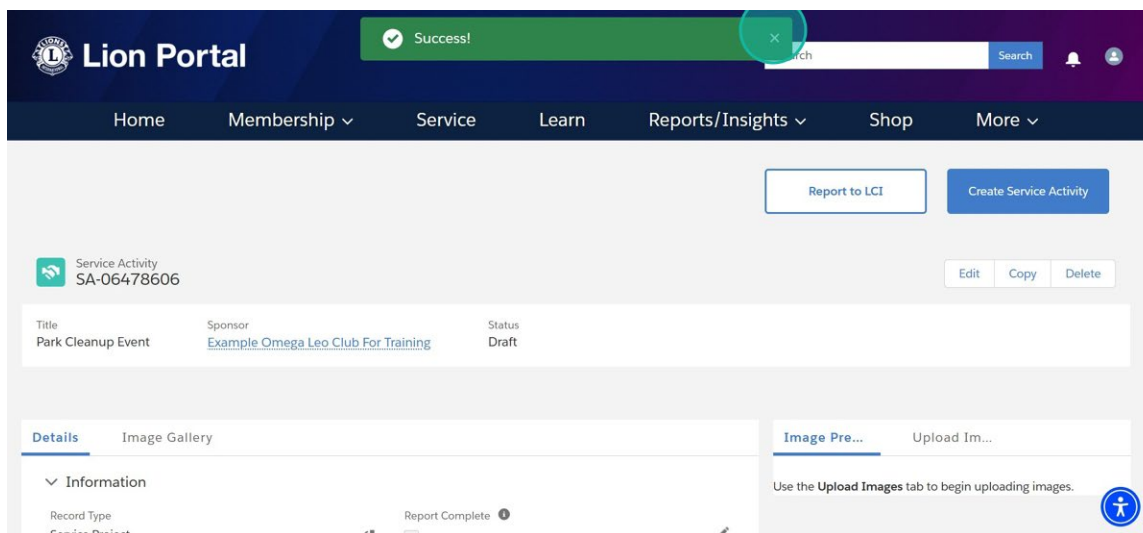 Success!
Lion Portal
Search
Home Membership Service Learn Reports/Insights Shop More
Report to LCI Create Service Activity
Service Activity
SA-06478606
Edit Copy Delete
Title Sponsor Status
Park Cleanup Event Example Omega Leo Club For Training Draft
Details Image Gallery Image Pre... Upload Im...
Information
Use the Upload Images tab to begin uploading images.
Record Type Report Complete
Service Project